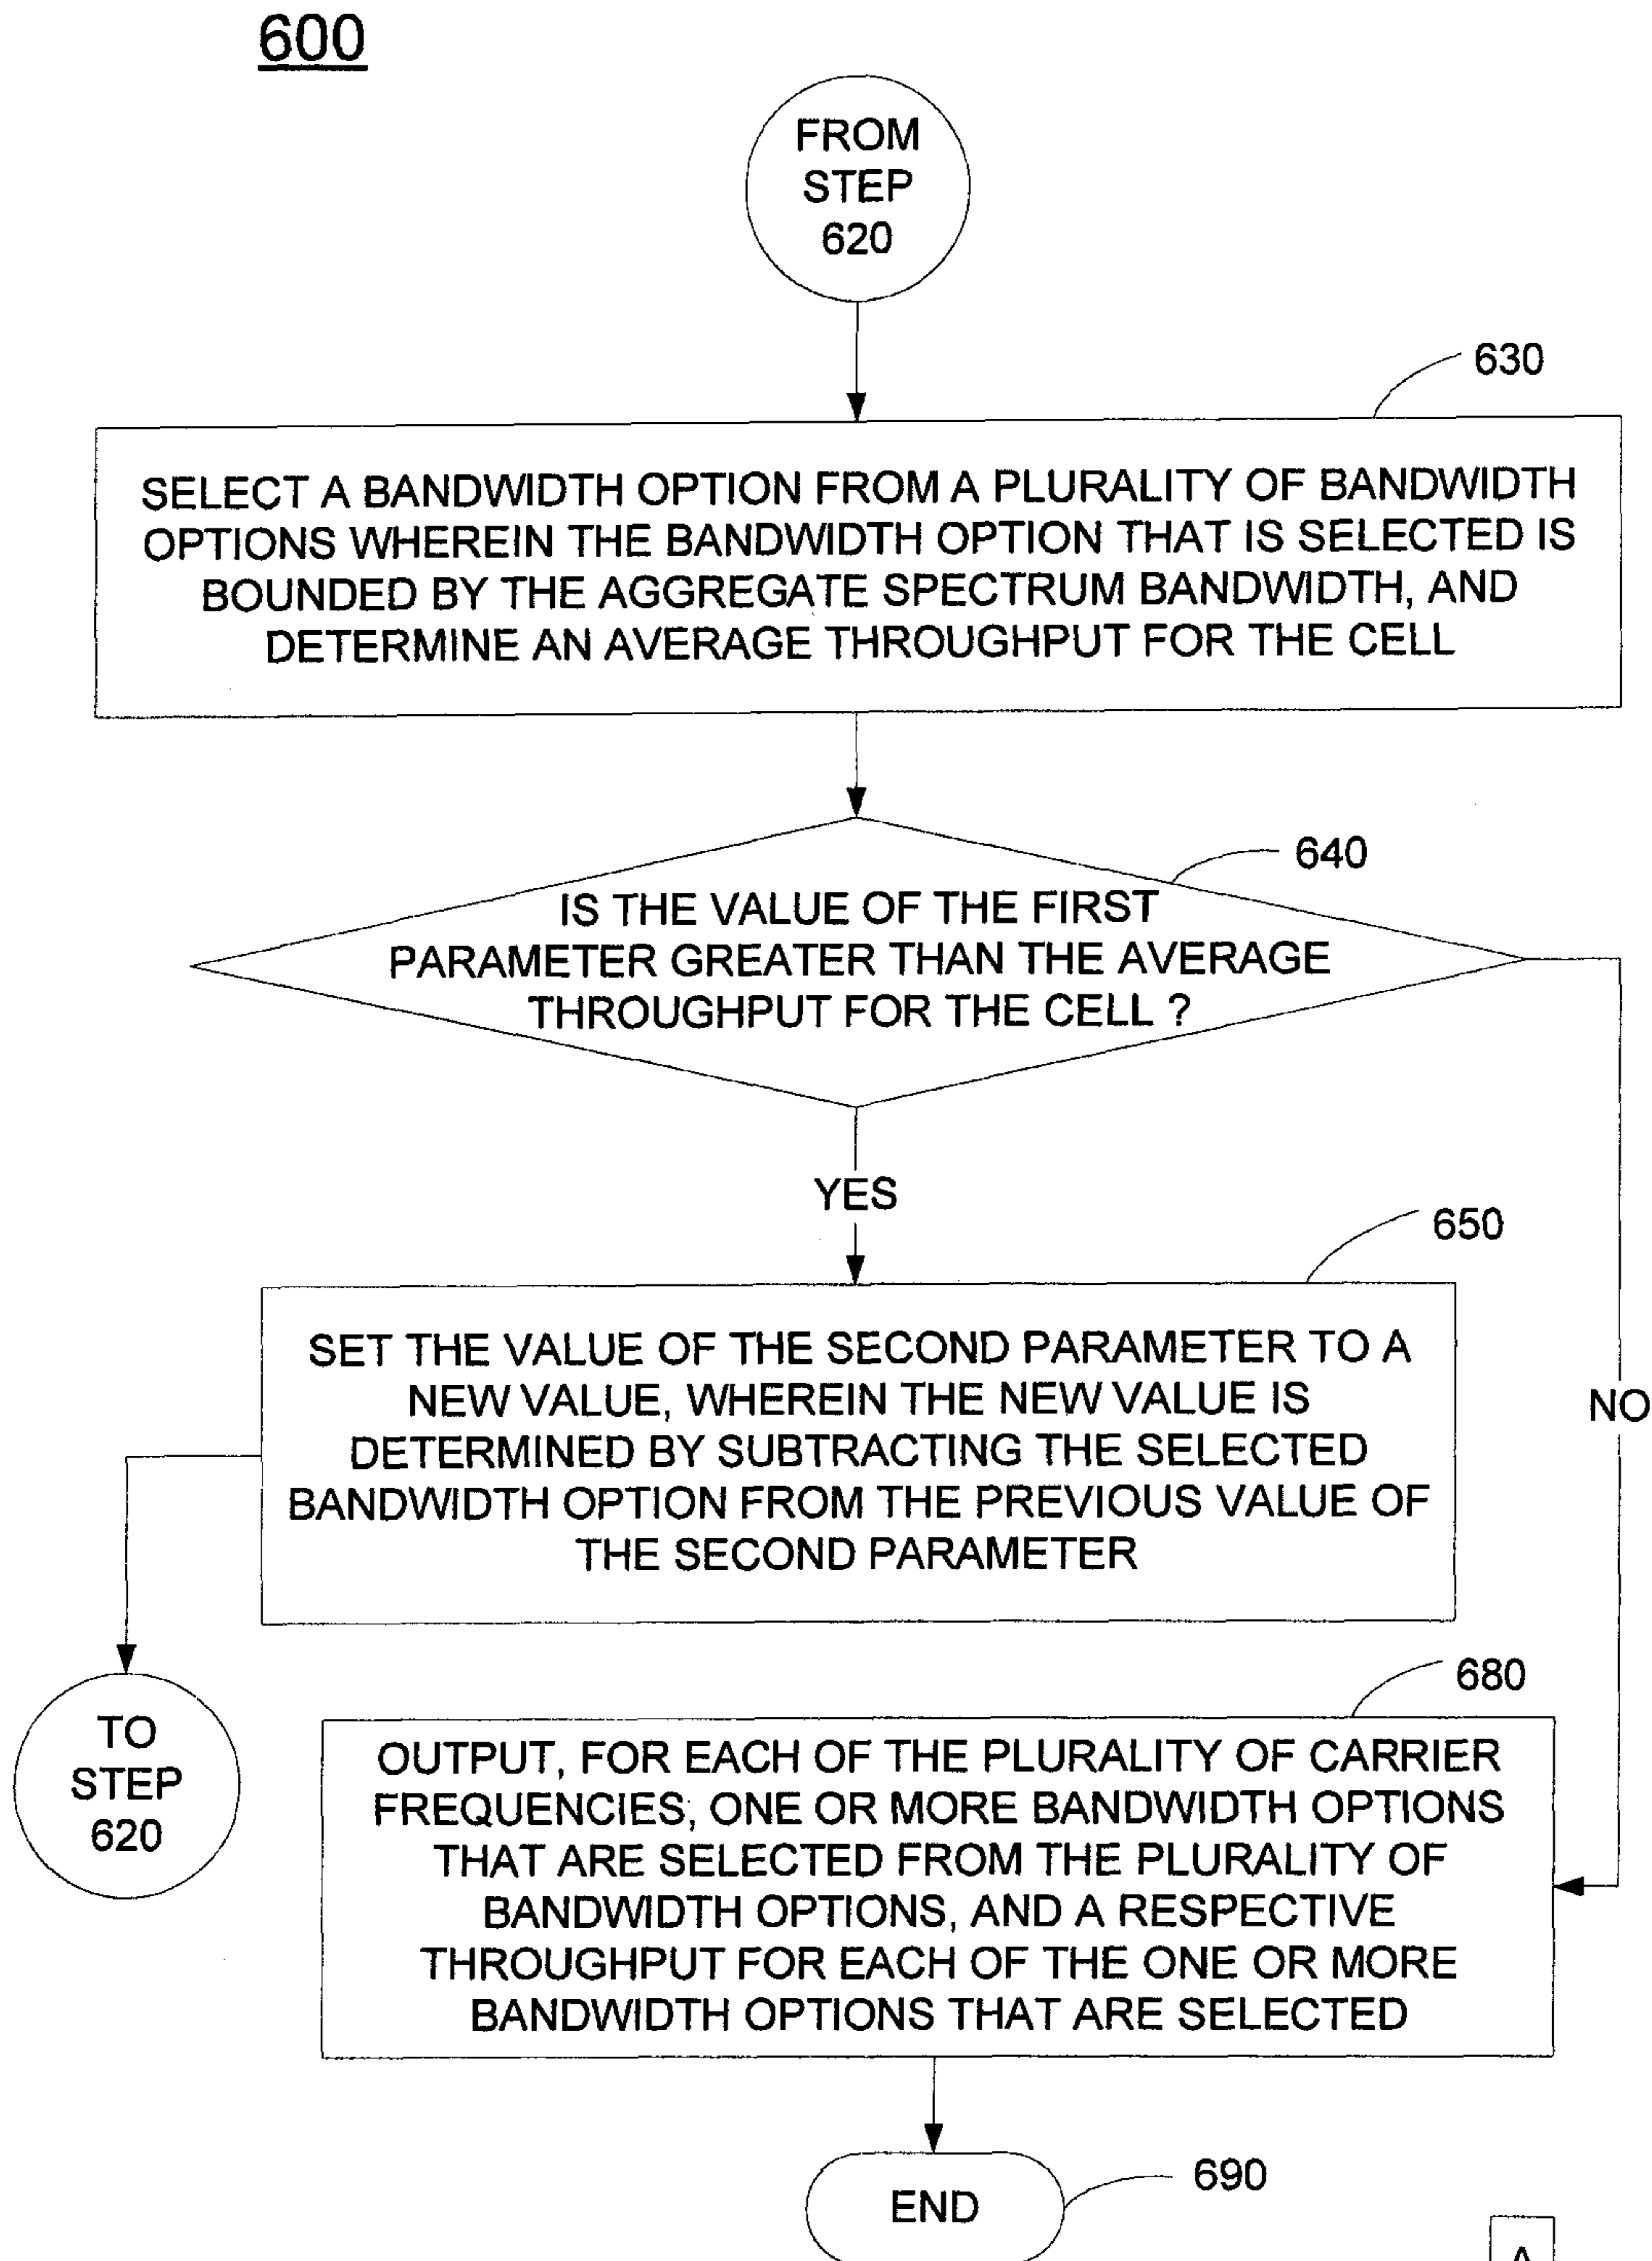 600
FROM
STEP
620
630
SELECT A BANDWIDTH OPTION FROM A PLURALITY OF BANDWIDTH
OPTIONS WHEREIN THE BANDWIDTH OPTION THAT IS SELECTED IS
BOUNDED BY THE AGGREGATE SPECTRUM BANDWIDTH, AND
DETERMINE AN AVERAGE THROUGHPUT FOR THE CELL
640
IS THE VALUE OF THE FIRST
PARAMETER GREATER THAN THE AVERAGE
THROUGHPUT FOR THE CELL ?
YES
650
SET THE VALUE OF THE SECOND PARAMETER TO A
NEW VALUE, WHEREIN THE NEW VALUE IS
DETERMINED BY SUBTRACTING THE SELECTED
BANDWIDTH OPTION FROM THE PREVIOUS VALUE OF
THE SECOND PARAMETER
NO
TO
STEP
620
680
OUTPUT, FOR EACH OF THE PLURALITY OF CARRIER
FREQUENCIES, ONE OR MORE BANDWIDTH OPTIONS
THAT ARE SELECTED FROM THE PLURALITY OF
BANDWIDTH OPTIONS, AND A RESPECTIVE
THROUGHPUT FOR EACH OF THE ONE OR MORE
BANDWIDTH OPTIONS THAT ARE SELECTED
690
END
A